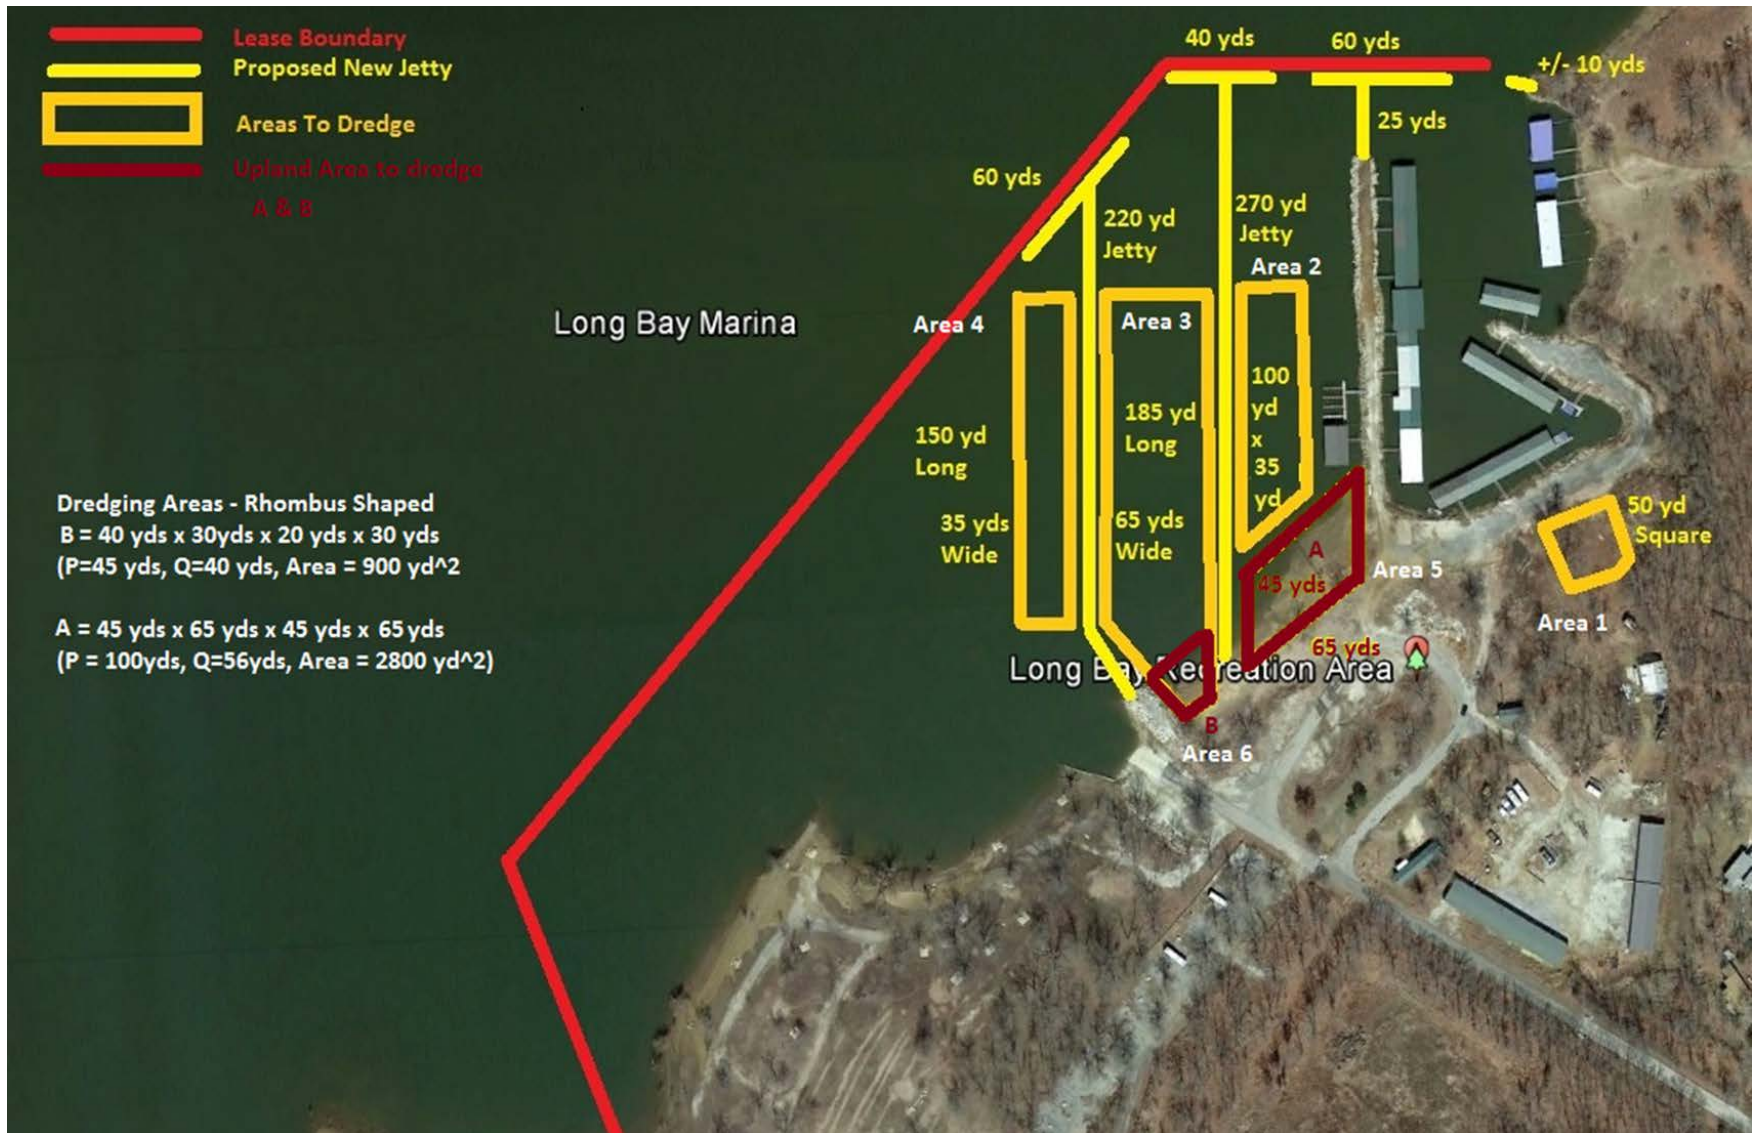 Lease Boundary
Proposed New Jetty
Areas To Dredge
Upland Area to dredge
A & B
40 yds
60 yds
+/- 10 yds
25 yds
60 yds
220 yd
Jetty
270 yd
Jetty
Area 2
Long Bay Marina
Area 4
Area 3
100
yd
x
35
yd
150 yd
Long
185 yd
Long
35 yds
Wide
65 yds
Wide
50 yd
Square
A
45 yds
Area 5
Area 1
65 yds
Long Bay Recreation Area
B
Area 6
Dredging Areas - Rhombus Shaped
B = 40 yds x 30yds x 20 yds x 30 yds
(P=45 yds, Q=40 yds, Area = 900 yd^2
A = 45 yds x 65 yds x 45 yds x 65 yds
(P = 100yds, Q=56yds, Area = 2800 yd^2)